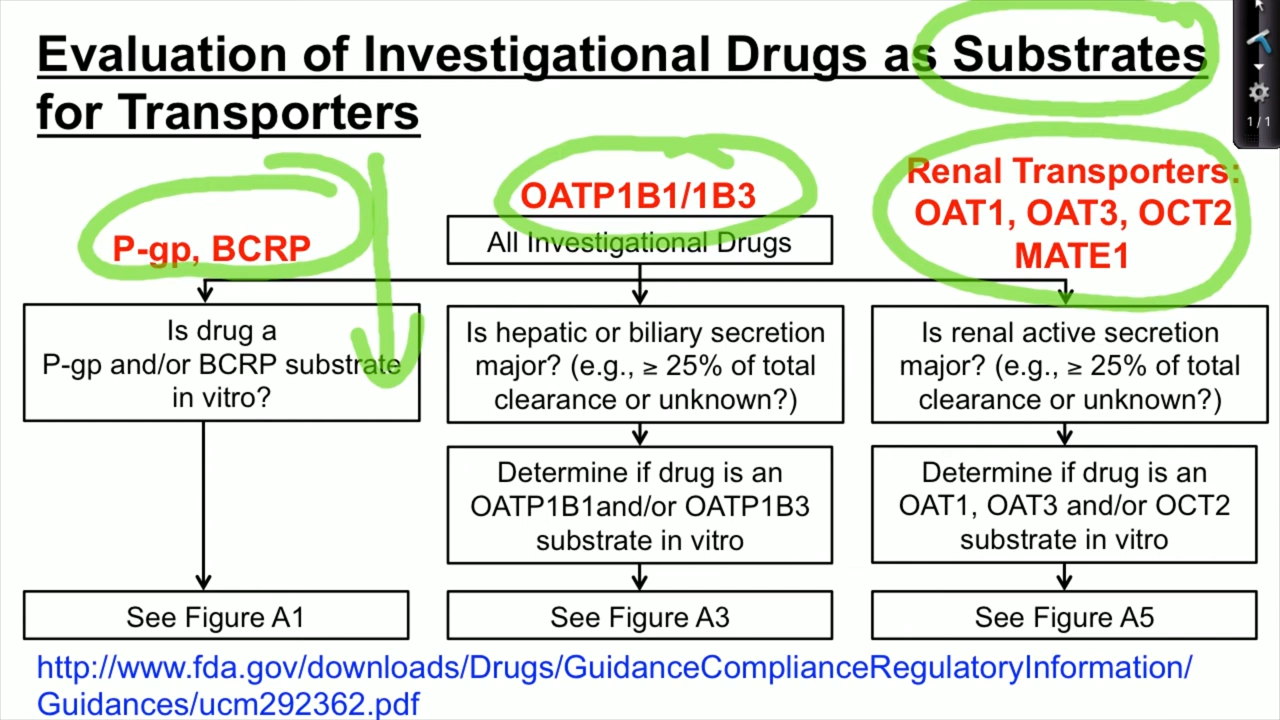 Evaluation of Investigational Drugs as Substrates
for Transporters
P-gp, BCRP
OATP1B1/1B3
Renal Transporters:
OAT1, OAT3, OCT2
MATE1
All Investigational Drugs
Is drug a
P-gp and/or BCRP substrate
in vitro?
Is hepatic or biliary secretion
major? (e.g., ≥ 25% of total
clearance or unknown?)
Is renal active secretion
major? (e.g., ≥ 25% of total
clearance or unknown?)
Determine if drug is an
OATP1B1and/or OATP1B3
substrate in vitro
Determine if drug is an
OAT1, OAT3 and/or OCT2
substrate in vitro
See Figure A1
See Figure A3
See Figure A5
http://www.fda.gov/downloads/Drugs/GuidanceComplianceRegulatoryInformation/
Guidances/ucm292362.pdf
1/1